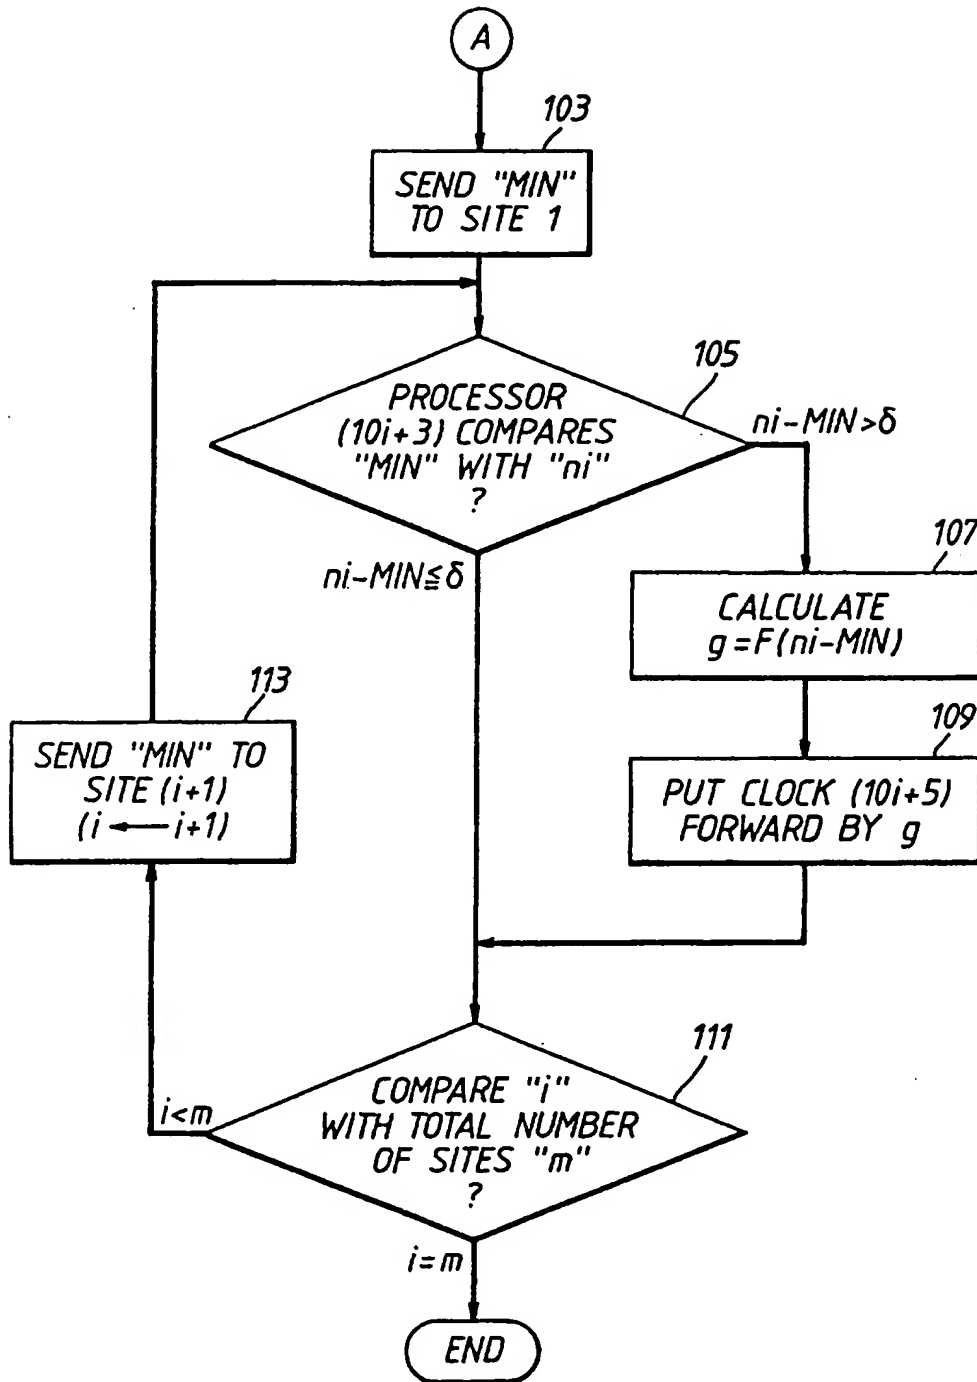 A
103
SEND "MIN"
TO SITE 1
105
PROCESSOR
(10i+3) COMPARES
"MIN" WITH "ni"
?
ni-MIN>δ
ni-MIN≦δ
107
CALCULATE
g=F(ni-MIN)
109
PUT CLOCK (10i+5)
FORWARD BY g
113
SEND "MIN" TO
SITE (i+1)
(i ← i+1)
111
COMPARE "i"
WITH TOTAL NUMBER
OF SITES "m"
?
i<m
i=m
END